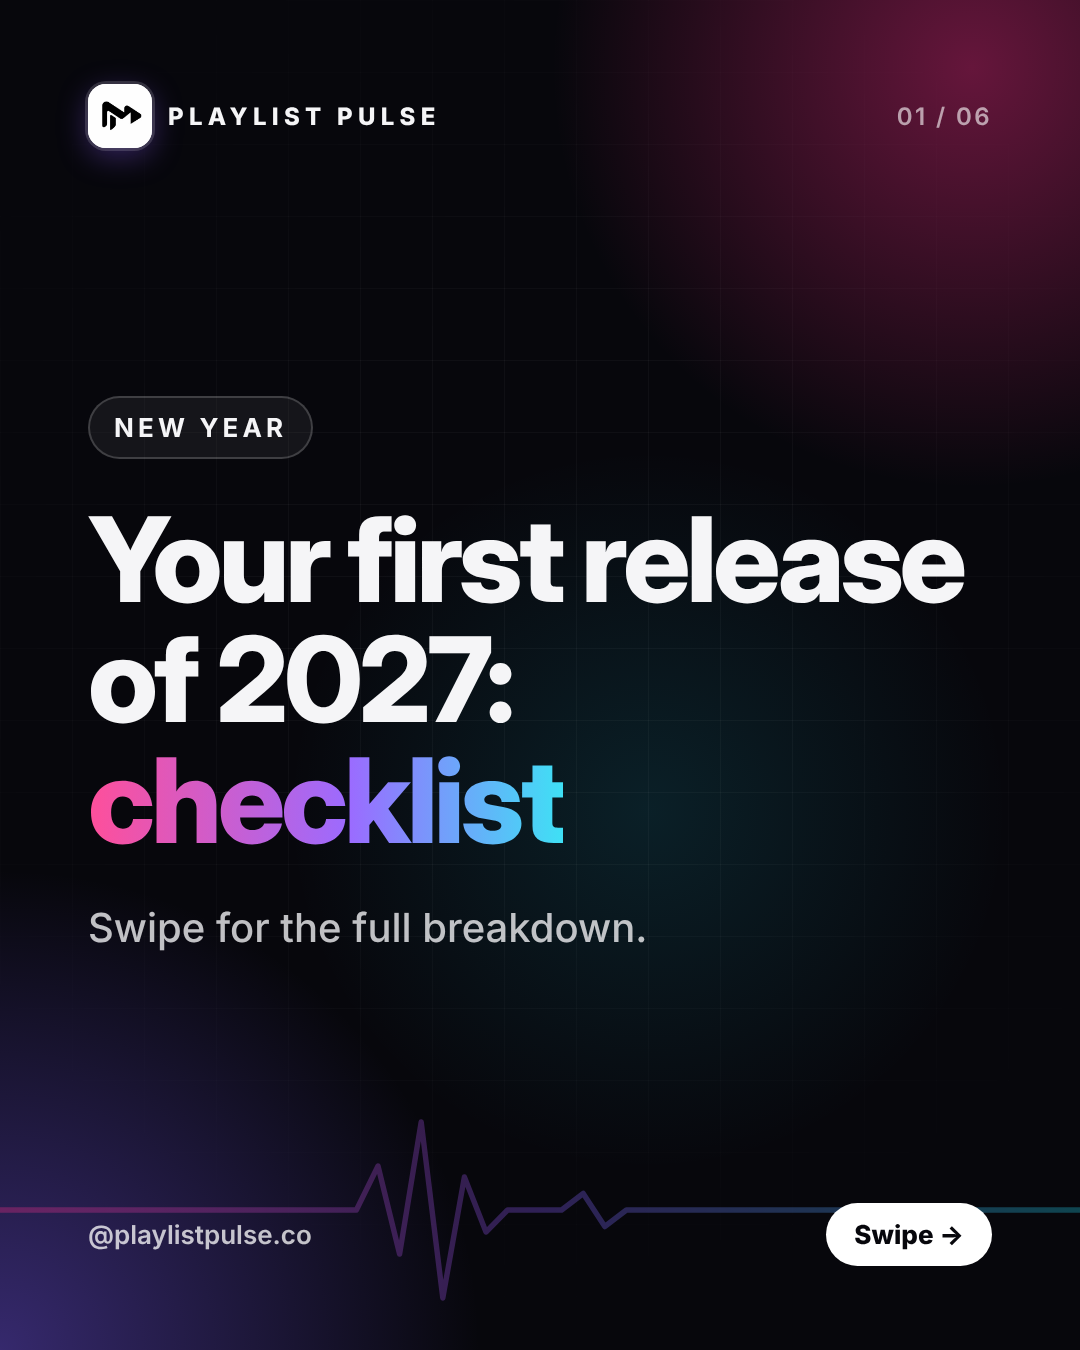 PLAYLIST PULSE
01 / 06
NEW YEAR
Your first release
of 2027:
checklist
Swipe for the full breakdown.
@playlistpulse.co
Swipe →